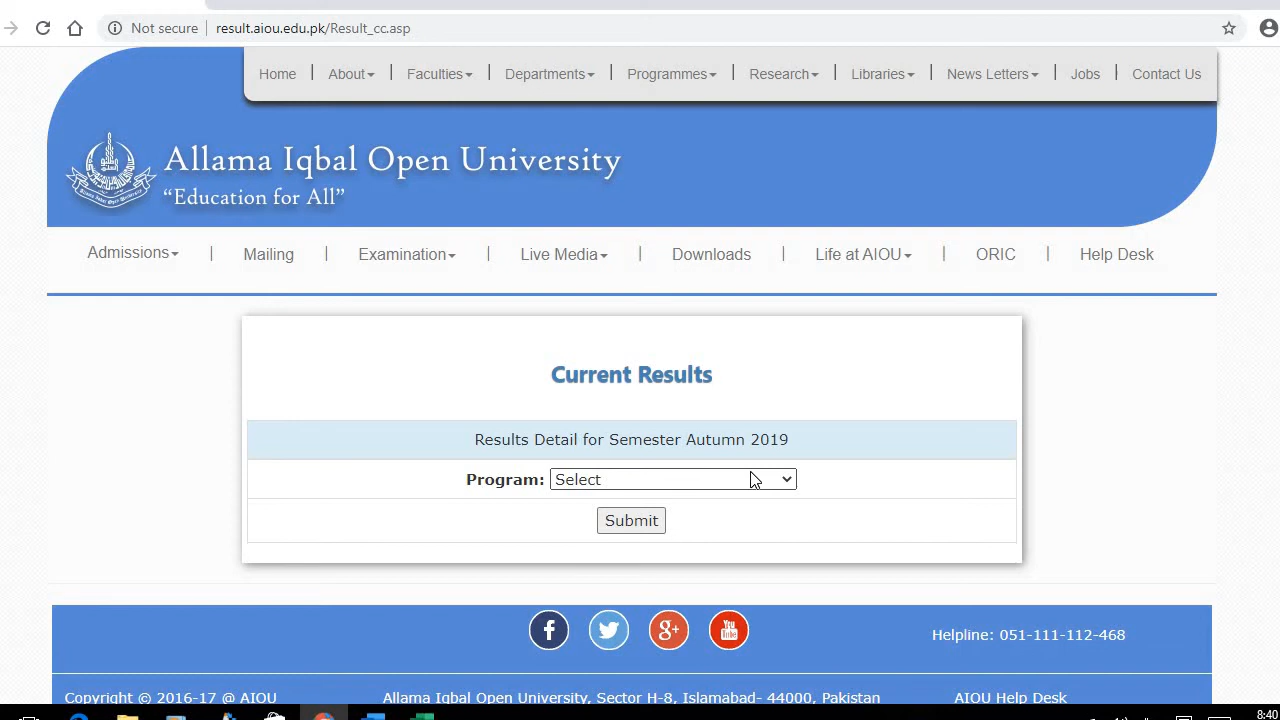 Not secure | result.aiou.edu.pk/Result_cc.asp
Home | About | Faculties | Departments | Programmes | Research | Libraries | News Letters | Jobs | Contact Us
Allama Iqbal Open University
“Education for All”
Admissions | Mailing | Examination | Live Media | Downloads | Life at AIOU | ORIC | Help Desk
Current Results
Results Detail for Semester Autumn 2019
Program: Select
Submit
You Tube
Helpline: 051-111-112-468
Copyright © 2016-17 @ AIOU
Allama Iqbal Open University, Sector H-8, Islamabad- 44000, Pakistan
AIOU Help Desk
8:40